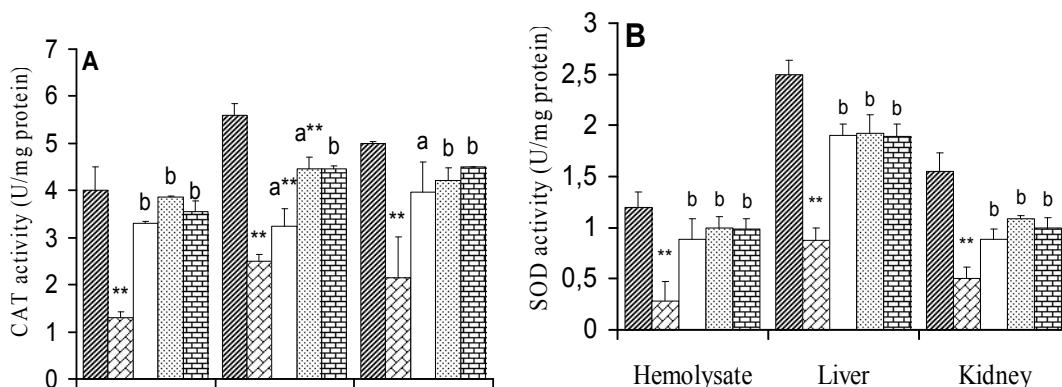 A
CAT activity (U/mg protein)
7
6
5
4
3
2
1
0
**
b
b
b
**
a**
a**
b
**
a
b
b
B
SOD activity (U/mg protein)
3
2,5
2
1,5
1
0,5
0
**
b
b
b
**
b
b
b
**
b
b
b
Hemolysate Liver Kidney